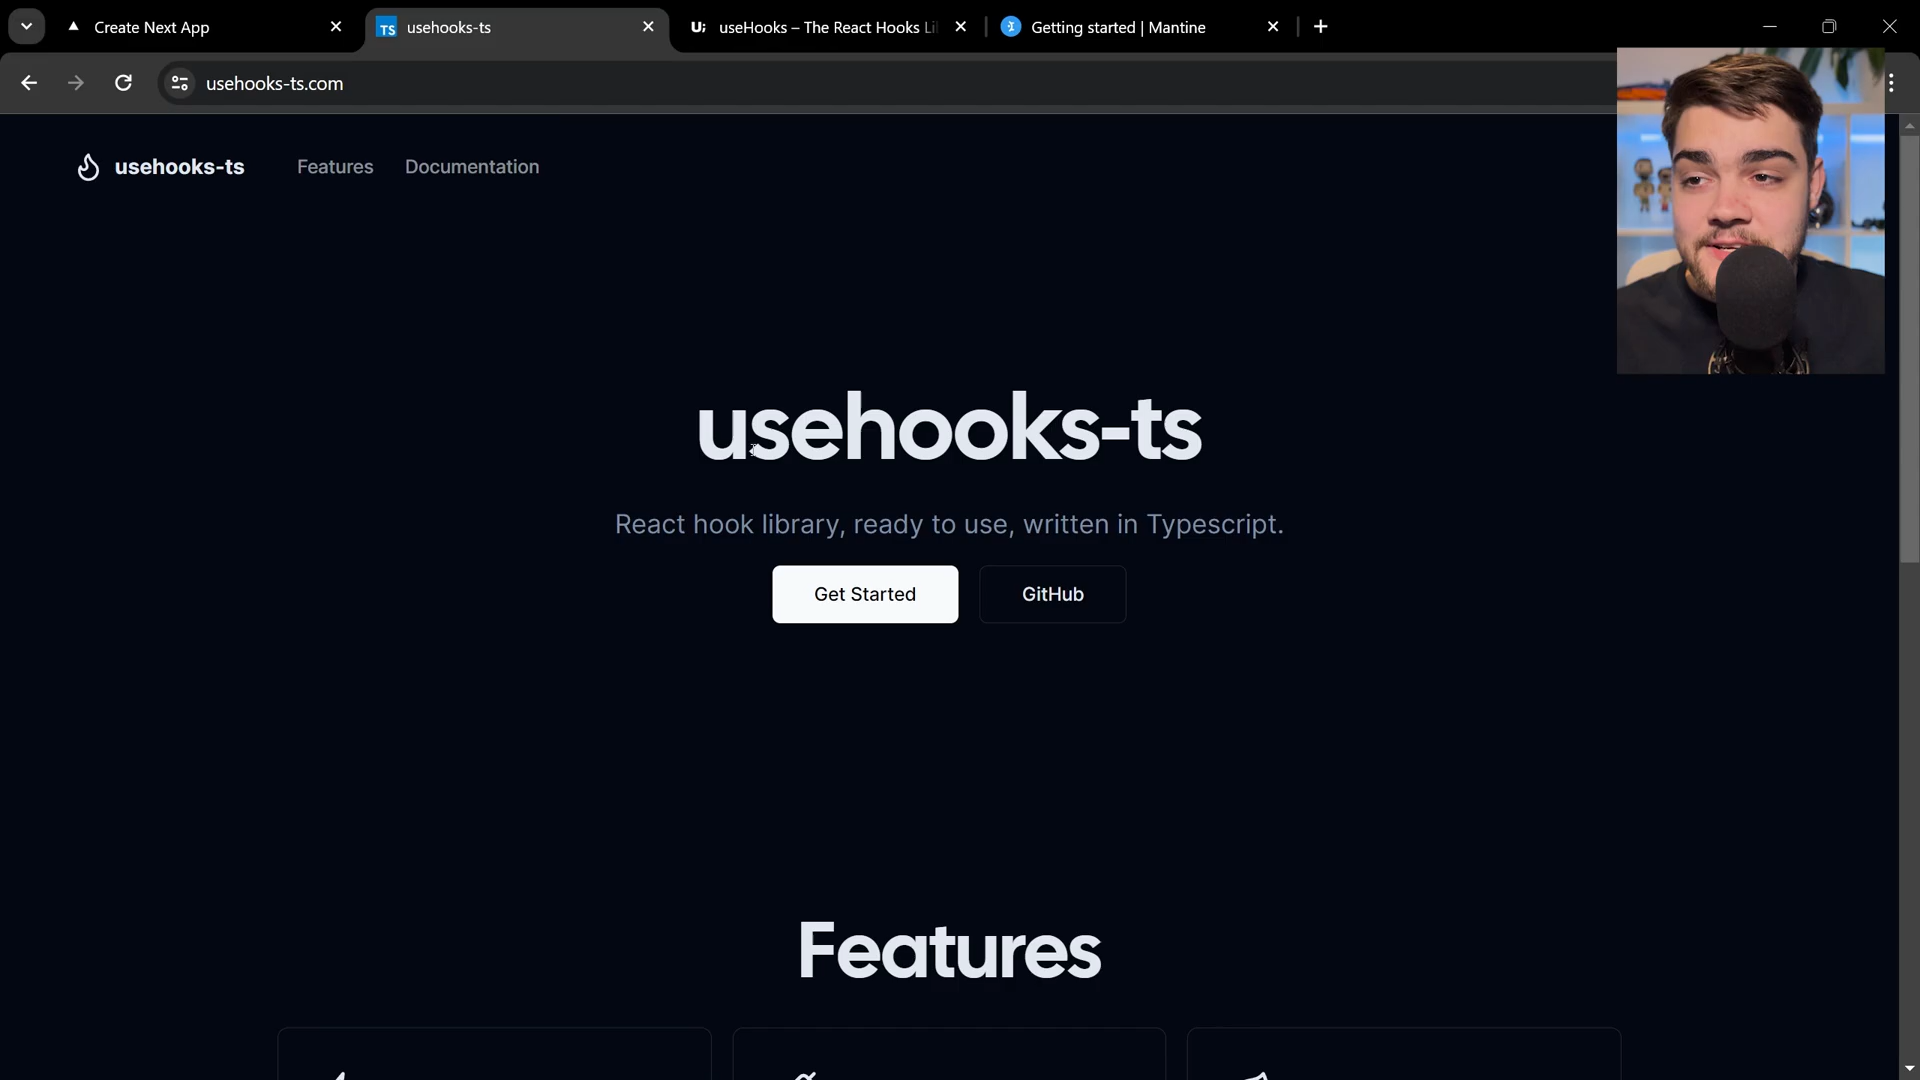 Create Next App
usehooks-ts
U; useHooks – The React Hooks Li
Getting started | Mantine
usehooks-ts.com
usehooks-ts
Features
Documentation
usehooks-ts
React hook library, ready to use, written in Typescript.
Get Started
GitHub
Features